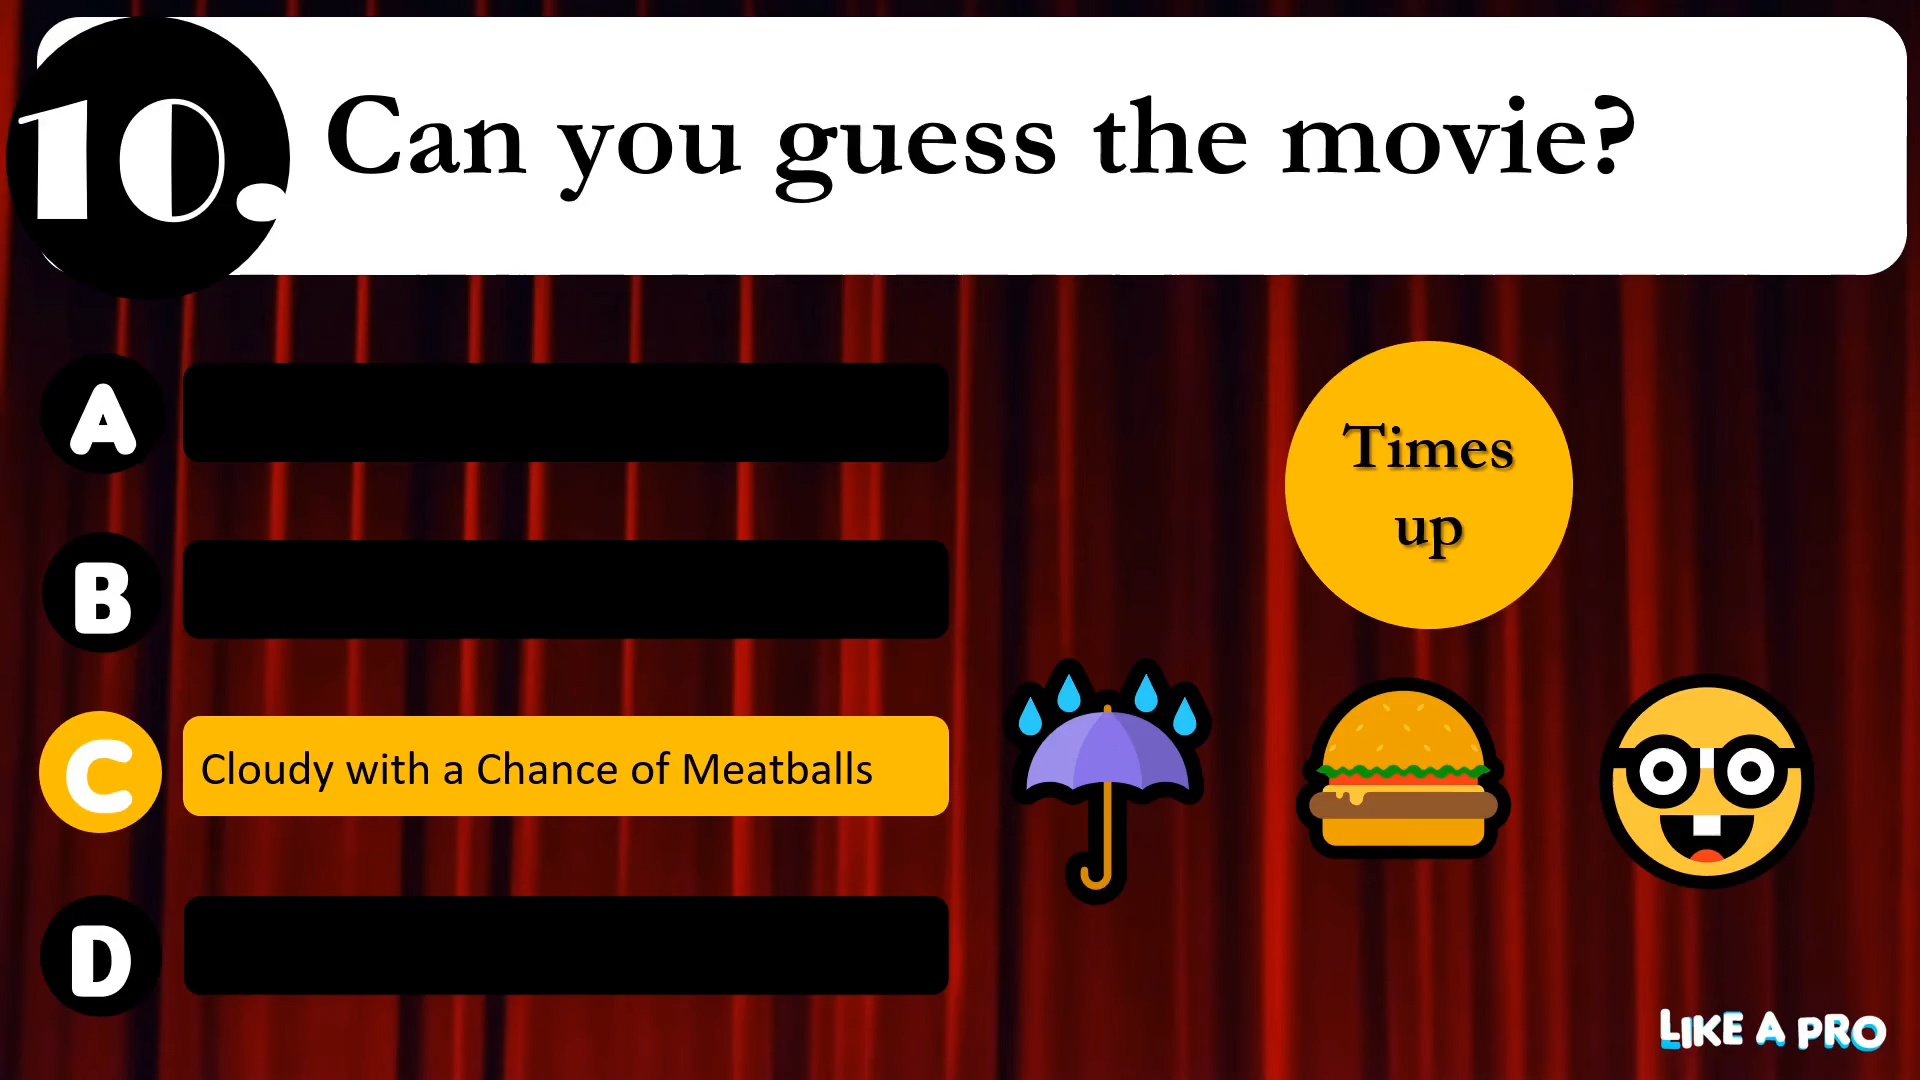 10.
Can you guess the movie?
A
Times
up
B
C
Cloudy with a Chance of Meatballs
D
LIKE A PRO